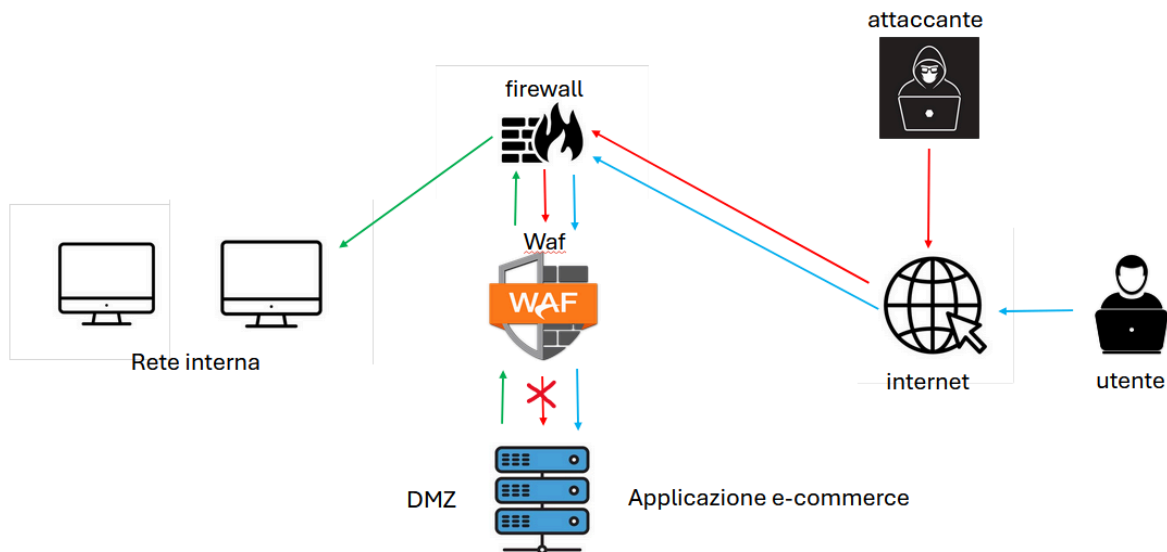 attaccante
firewall
Waf
WAF
Rete interna
internet
utente
DMZ
Applicazione e-commerce